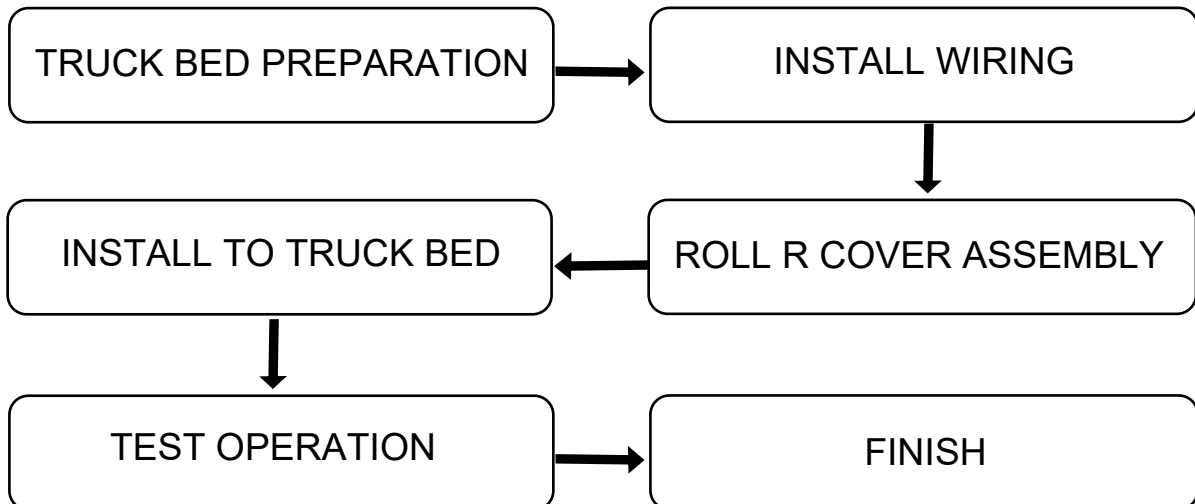 TRUCK BED PREPARATION
INSTALL WIRING
ROLL R COVER ASSEMBLY
INSTALL TO TRUCK BED
TEST OPERATION
FINISH